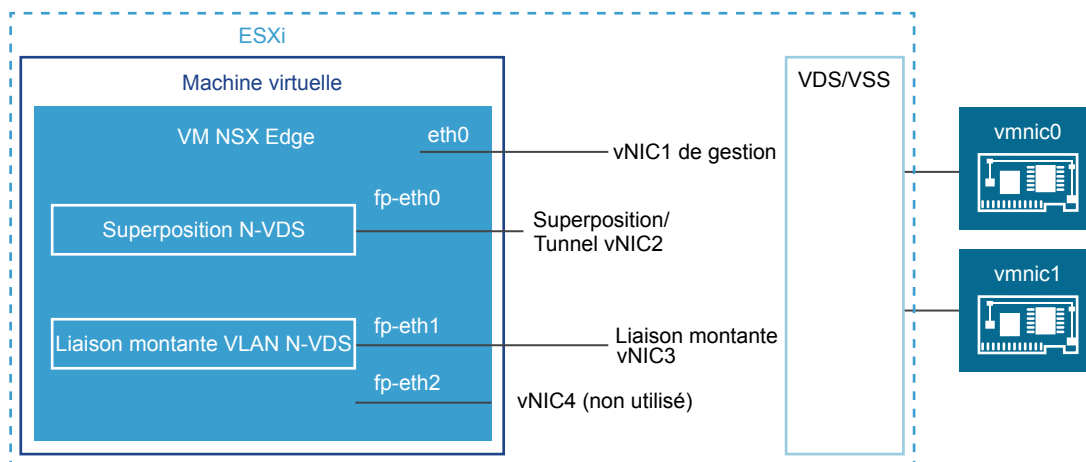 ESXi
Machine virtuelle
VDS/VSS
VM NSX Edge
eth0
vNIC1 de gestion
vmnic0
fp-eth0
Superposition N-VDS
Superposition/
Tunnel vNIC2
vmnic1
fp-eth1
Liaison montante VLAN N-VDS
Liaison montante
vNIC3
fp-eth2
vNIC4 (non utilisé)